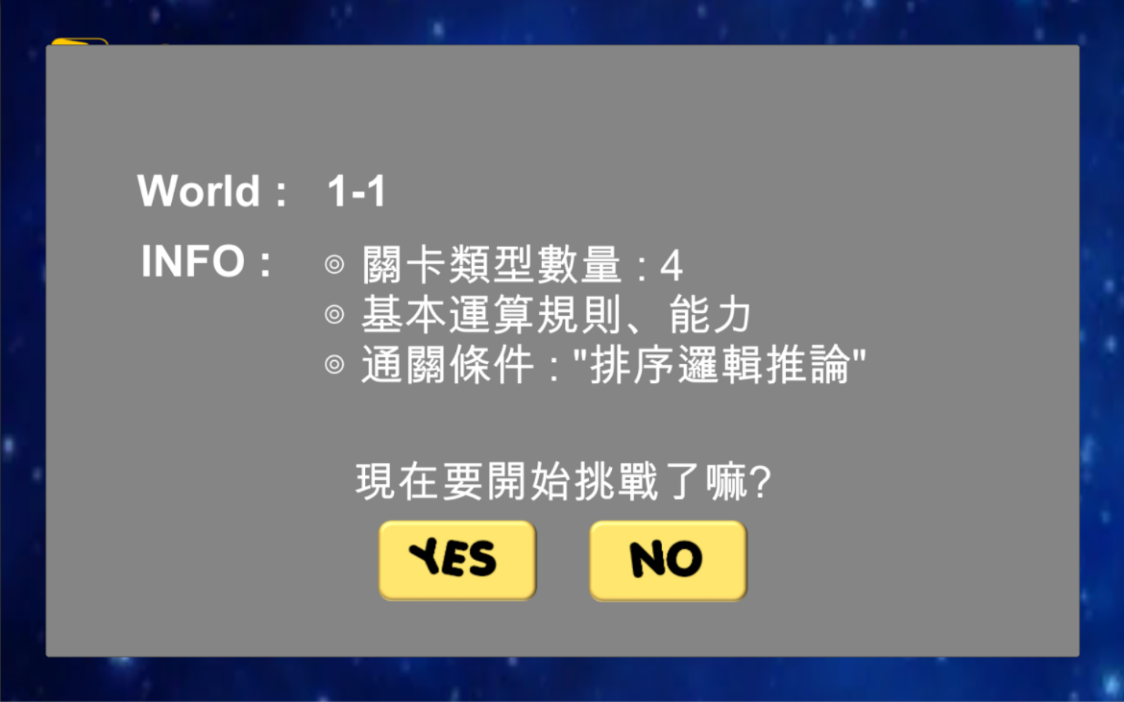 World : 1-1
INFO : ◎ 關卡類型數量 : 4
◎ 基本運算規則、能力
◎ 通關條件 : "排序邏輯推論"
現在要開始挑戰了嘛?
YES NO